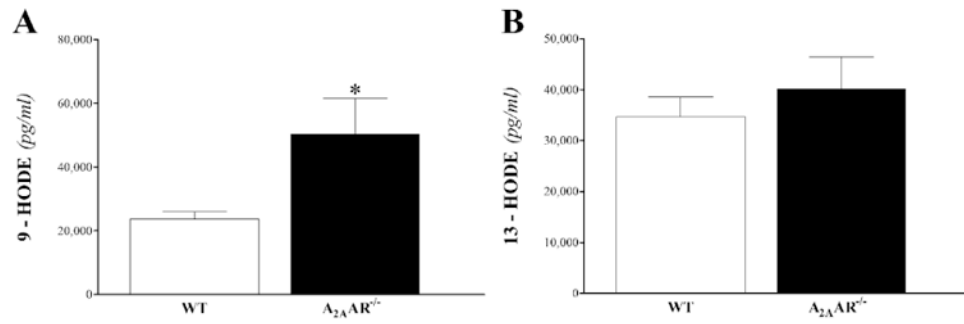 A
9 - HODE (pg/ml)
80,000
60,000
40,000
20,000
0
*
WT
A2AAR-/-
B
13 - HODE (pg/ml)
50,000
40,000
30,000
20,000
10,000
0
WT
A2AAR-/-